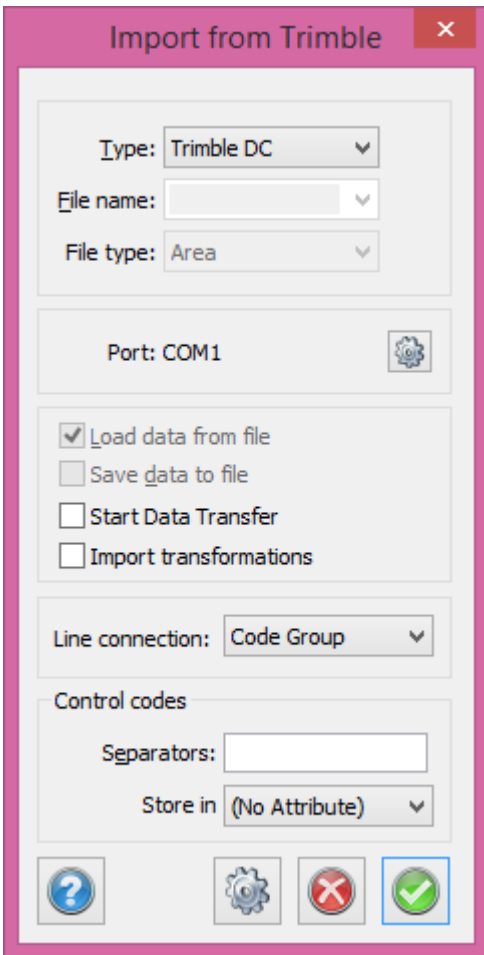 Import from Trimble
Type: Trimble DC
File name:
File type: Area
Port: COM1
Load data from file
Save data to file
Start Data Transfer
Import transformations
Line connection: Code Group
Control codes
Separators:
Store in (No Attribute)